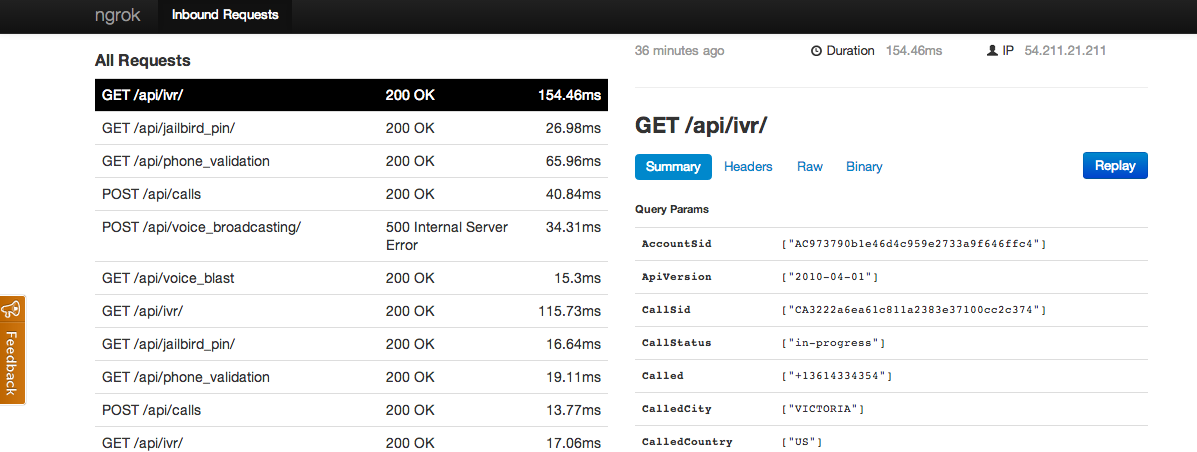 ngrok Inbound Requests
All Requests
GET /api/ivr/ 200 OK 154.46ms
GET /api/jailbird_pin/ 200 OK 26.98ms
GET /api/phone_validation 200 OK 65.96ms
POST /api/calls 200 OK 40.84ms
POST /api/voice_broadcasting/ 500 Internal Server Error 34.31ms
GET /api/voice_blast 200 OK 15.3ms
GET /api/ivr/ 200 OK 115.73ms
GET /api/jailbird_pin/ 200 OK 16.64ms
GET /api/phone_validation 200 OK 19.11ms
POST /api/calls 200 OK 13.77ms
GET /api/ivr/ 200 OK 17.06ms
36 minutes ago Duration 154.46ms IP 54.211.21.211
GET /api/ivr/
Summary Headers Raw Binary Replay
Query Params
AccountSid ["AC973790b1e46d4c959e2733a9f646ffc4"]
ApiVersion ["2010-04-01"]
CallSid ["CA3222a6ea61c811a2383e37100cc2c374"]
CallStatus ["in-progress"]
Called ["+13614334354"]
CalledCity ["VICTORIA"]
CalledCountry ["US"]
Feedback